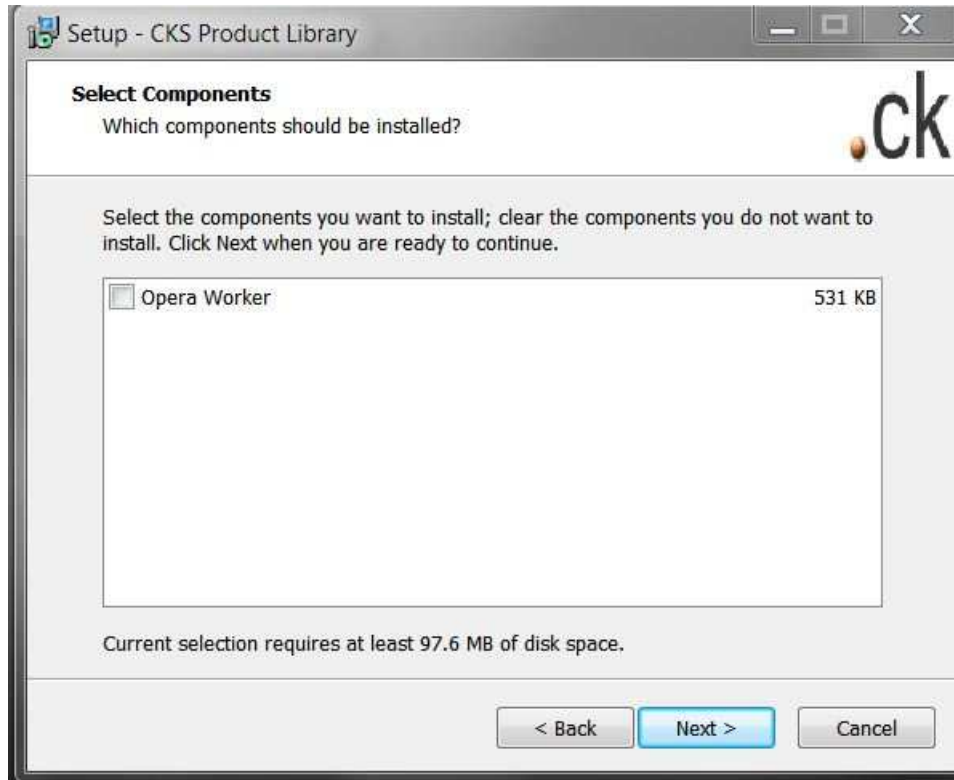 Setup - CKS Product Library
Select Components
Which components should be installed?
.ck
Select the components you want to install; clear the components you do not want to
install. Click Next when you are ready to continue.
Opera Worker 531 KB
Current selection requires at least 97.6 MB of disk space.
< Back Next > Cancel